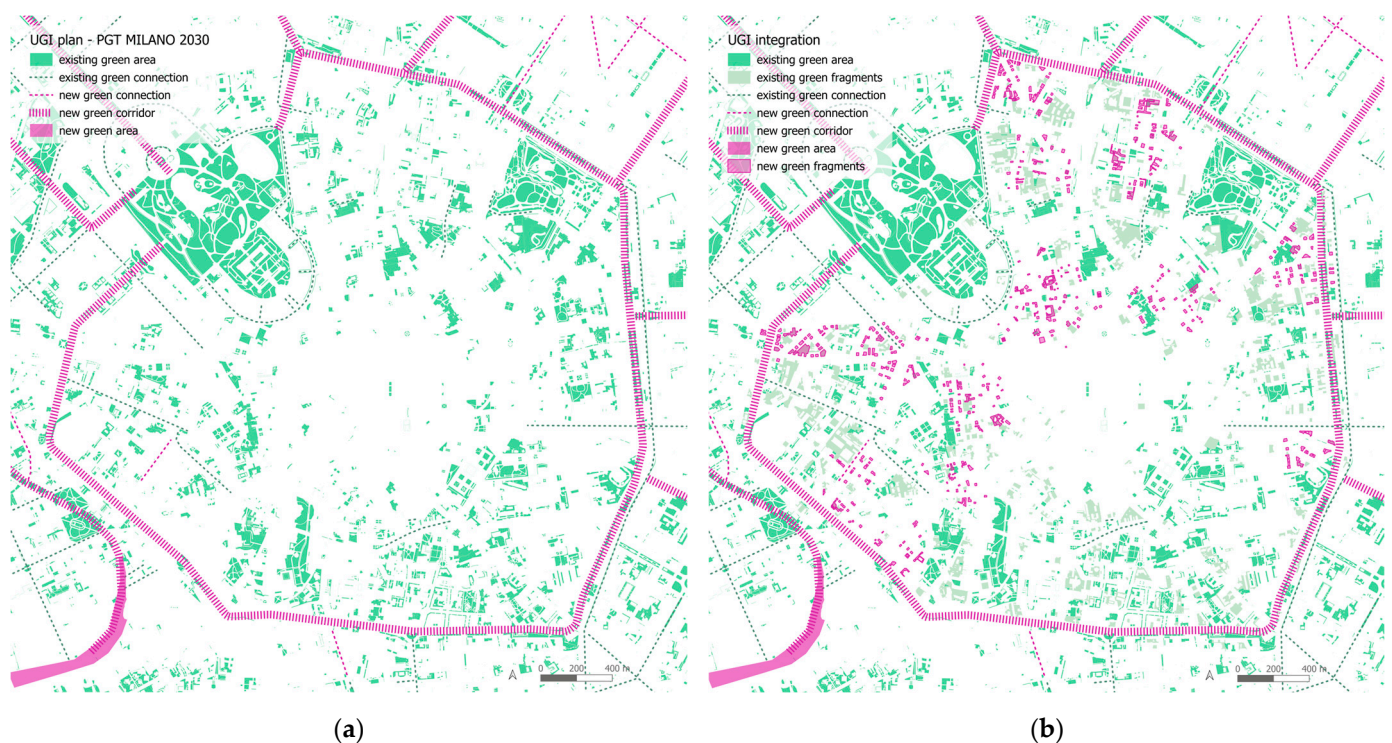 UGI plan - PGT MILANO 2030
existing green area
existing green connection
new green connection
new green corridor
new green area
0 200 400 m
(a)
UGI integration
existing green area
existing green fragments
existing green connection
new green connection
new green corridor
new green area
new green fragments
0 200 400 m
(b)